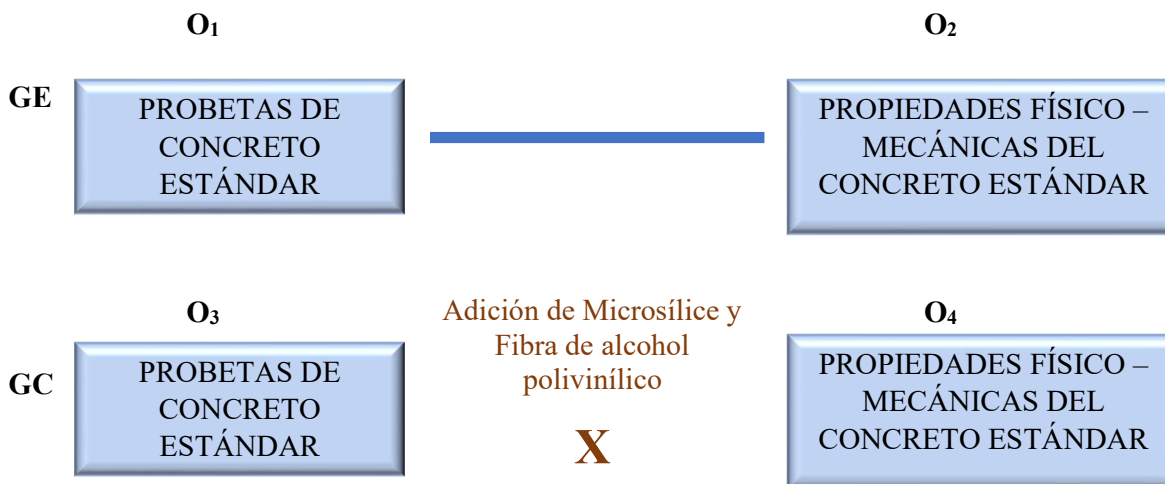 O₁
O₂
GE
PROBETAS DE
CONCRETO
ESTÁNDAR
PROPIEDADES FÍSICO –
MECÁNICAS DEL
CONCRETO ESTÁNDAR
O₃
O₄
GC
PROBETAS DE
CONCRETO
ESTÁNDAR
Adición de Microsílice y
Fibra de alcohol
polivinílico
X
PROPIEDADES FÍSICO –
MECÁNICAS DEL
CONCRETO ESTÁNDAR